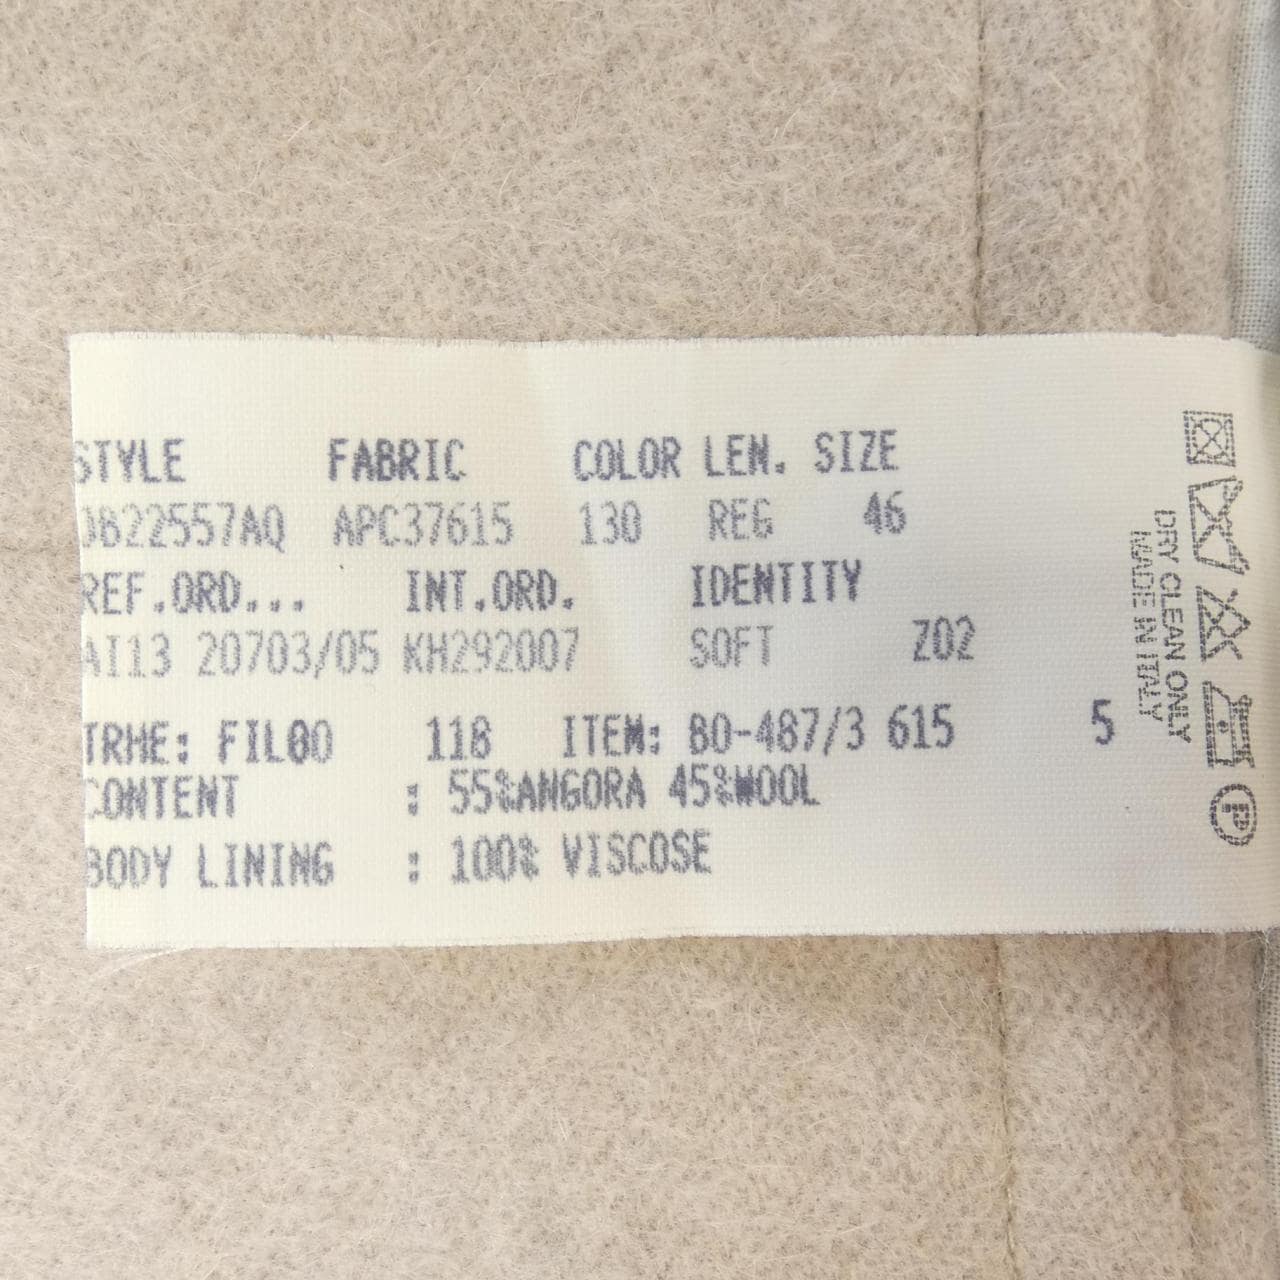 STYLE FABRIC COLOR LEN. SIZE
0B22557AQ APC37615 130 REG 46
REF.ORD... INT.ORD. IDENTITY
AI13 20703/05 KH292007 SOFT Z02
TRHE: FIL00 118 ITEM: 80-487/3 615 5
CONTENT : 55%ANGORA 45%WOOL
BODY LINING : 100% VISCOSE
DRY CLEAN ONLY
MADE IN ITALY
P